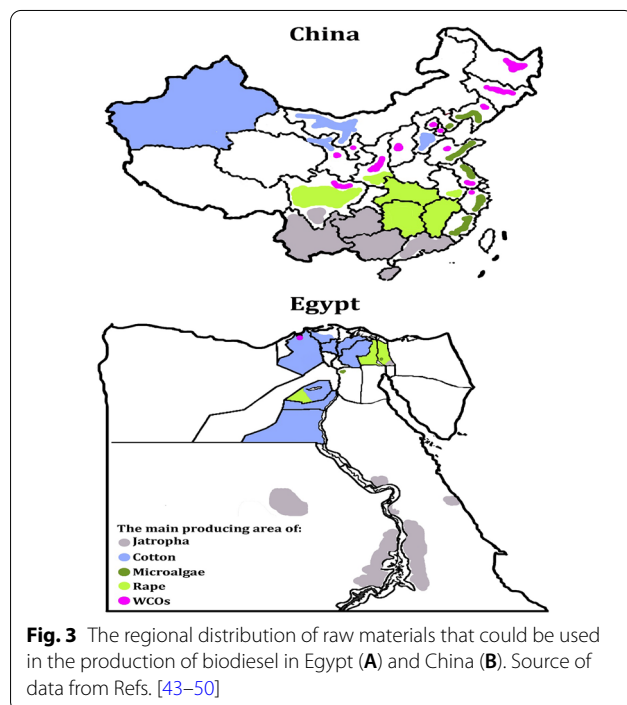 China
Egypt
The main producing area of:
Jatropha
Cotton
Microalgae
Rape
WCOs
Fig. 3 The regional distribution of raw materials that could be used
in the production of biodiesel in Egypt (A) and China (B). Source of
data from Refs. [43–50]